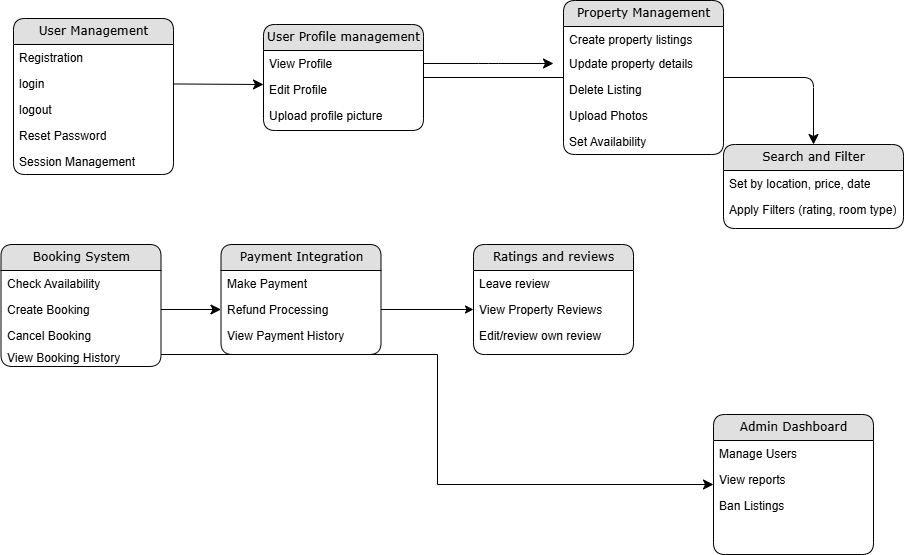 User Management
Registration
login
logout
Reset Password
Session Management
User Profile management
View Profile
Edit Profile
Upload profile picture
Property Management
Create property listings
Update property details
Delete Listing
Upload Photos
Set Availability
Search and Filter
Set by location, price, date
Apply Filters (rating, room type)
Booking System
Check Availability
Create Booking
Cancel Booking
View Booking History
Payment Integration
Make Payment
Refund Processing
View Payment History
Ratings and reviews
Leave review
View Property Reviews
Edit/review own review
Admin Dashboard
Manage Users
View reports
Ban Listings